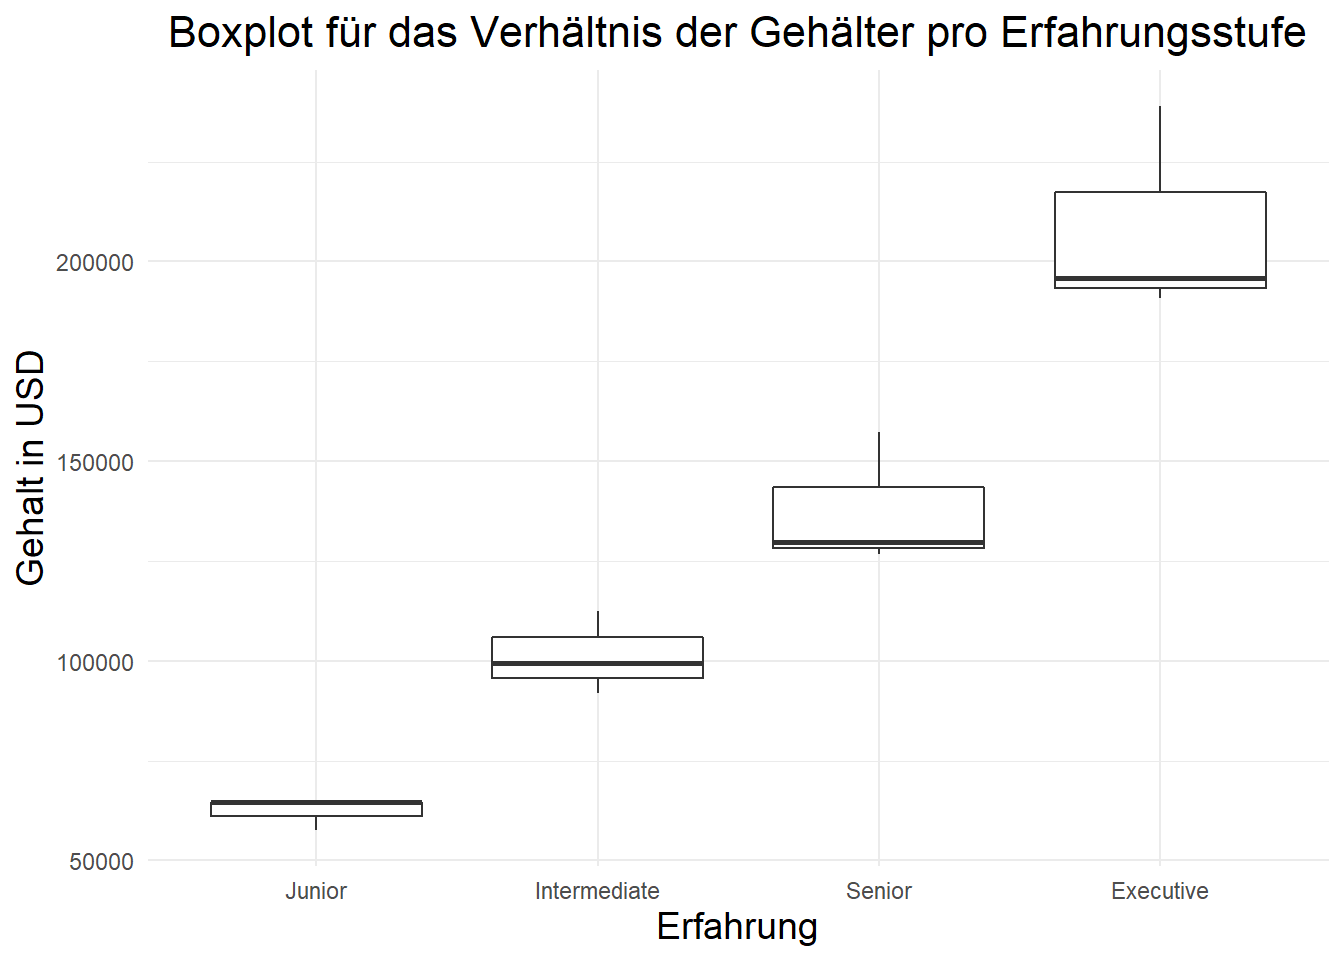 Boxplot für das Verhältnis der Gehälter pro Erfahrungsstufe
Gehalt in USD
200000
150000
100000
50000
Junior Intermediate Senior Executive
Erfahrung